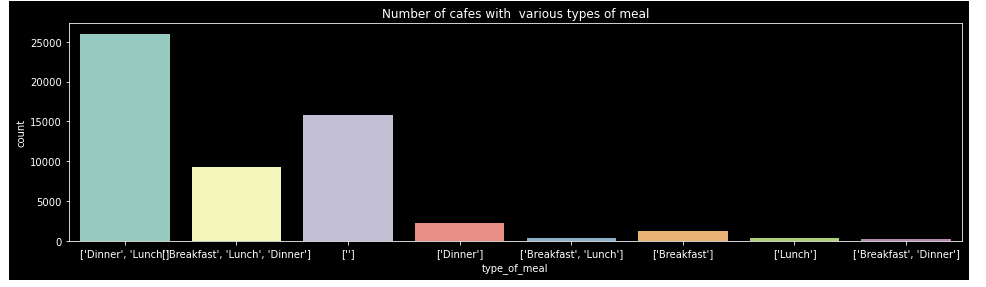 Number of cafes with  various types of meal
25000
20000
15000
10000
5000
0
count
['Dinner', 'Lunch'] ['Breakfast', 'Lunch', 'Dinner'] [''] ['Dinner'] ['Breakfast', 'Lunch'] ['Breakfast'] ['Lunch'] ['Breakfast', 'Dinner']
type_of_meal